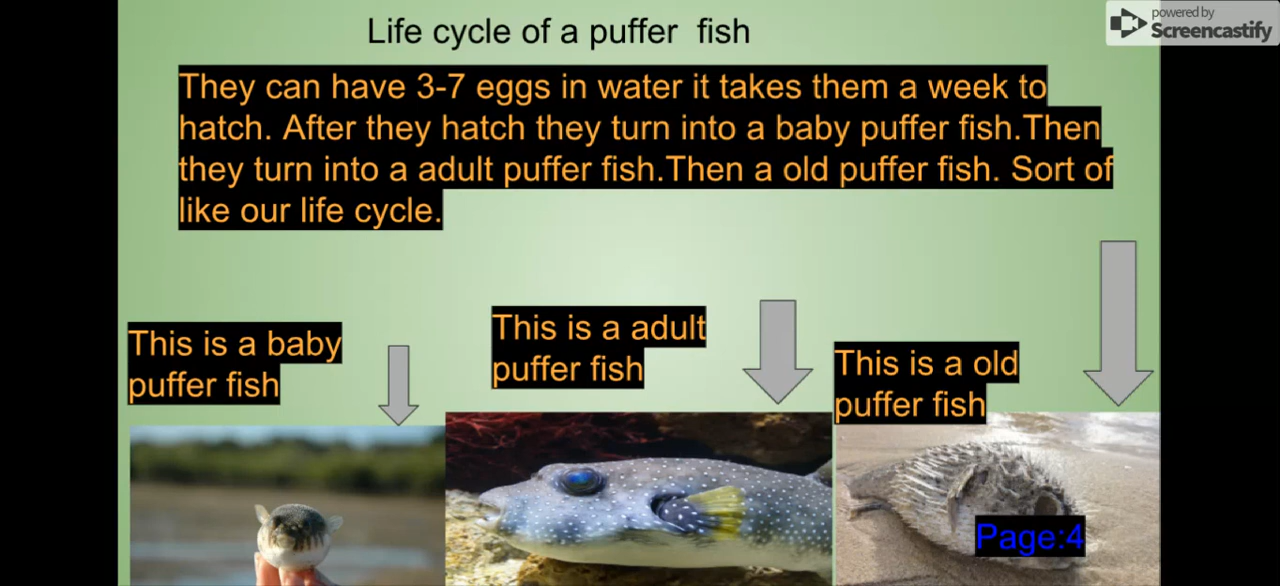 Life cycle of a puffer  fish
powered by
Screencastify
They can have 3-7 eggs in water it takes them a week to
hatch. After they hatch they turn into a baby puffer fish.Then
they turn into a adult puffer fish.Then a old puffer fish. Sort of
like our life cycle.
This is a baby
puffer fish
This is a adult
puffer fish
This is a old
puffer fish
Page:4